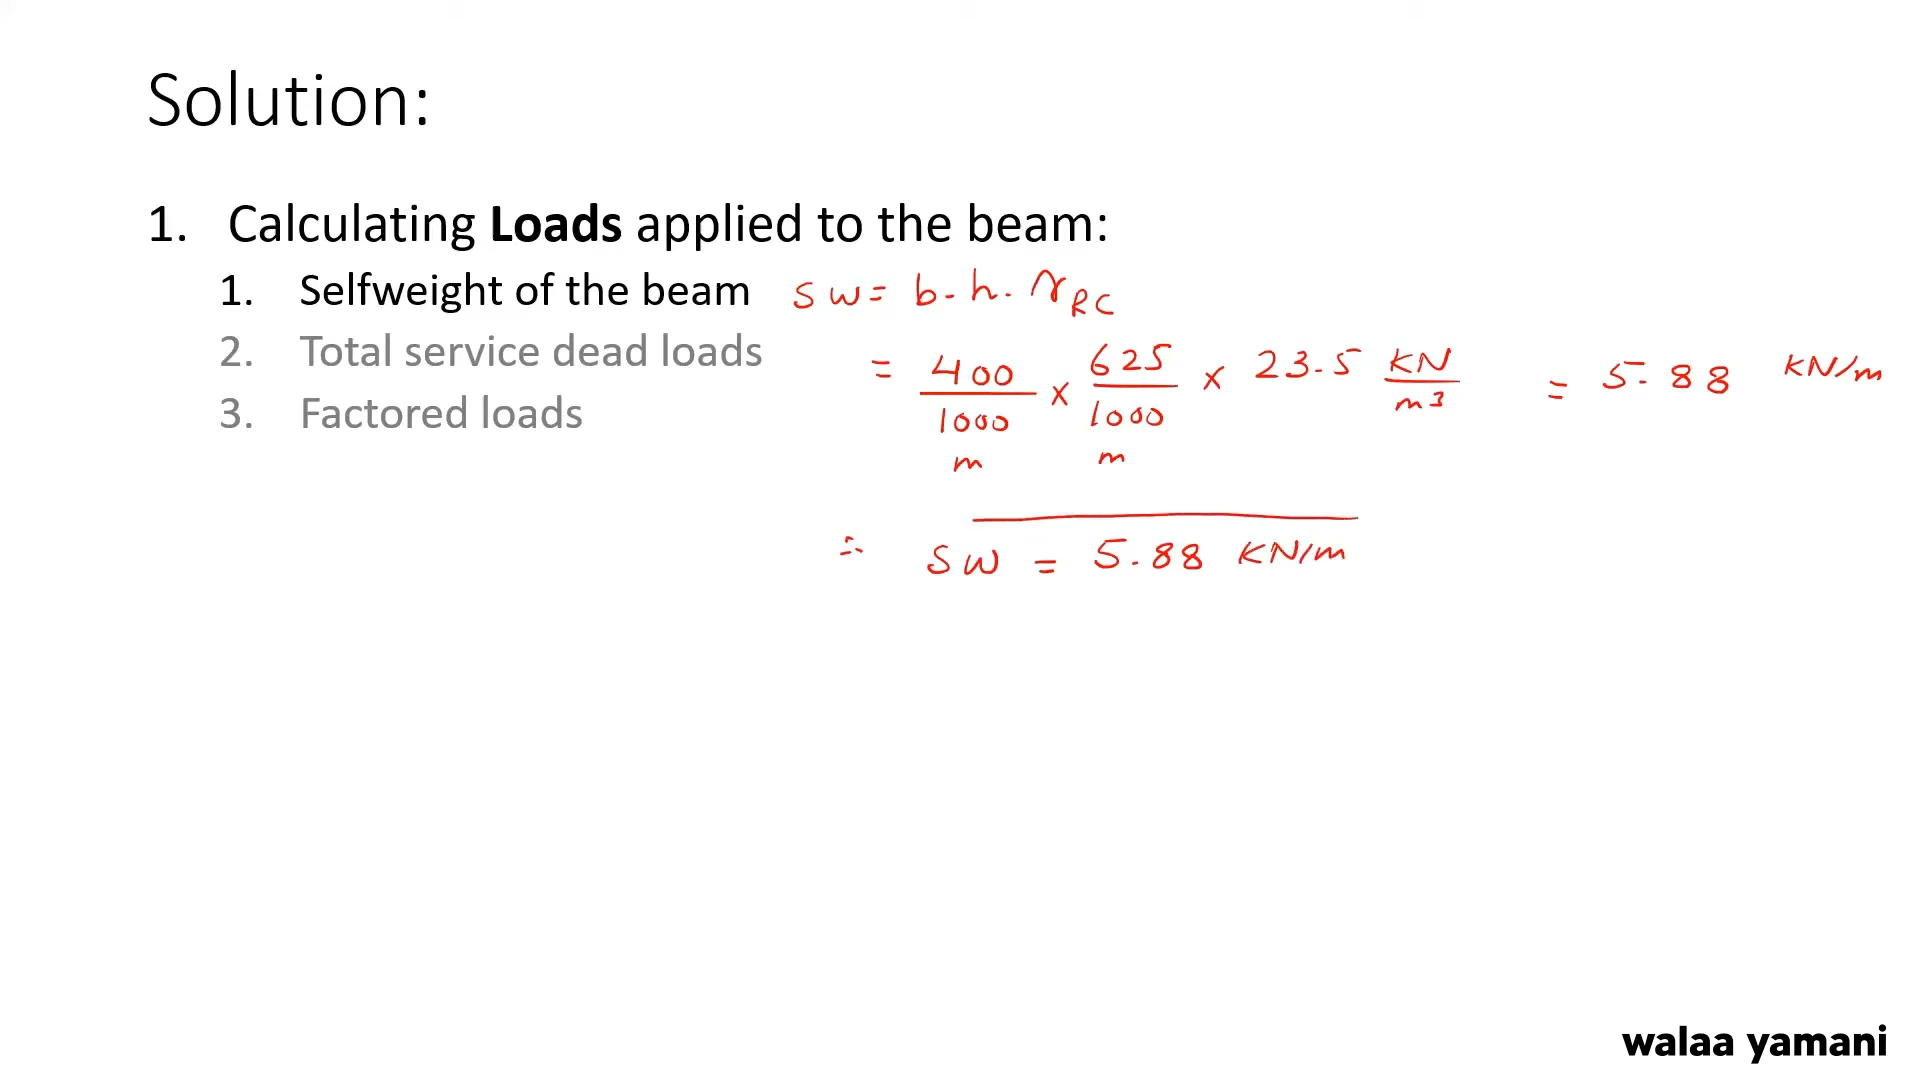 Solution:
1. Calculating Loads applied to the beam:
1. Selfweight of the beam SW = b.h.γRC
2. Total service dead loads
= 400/1000 m × 625/1000 m × 23.5 KN/m³ = 5.88 KN/m
3. Factored loads
∴ SW = 5.88 KN/m
walaa yamani